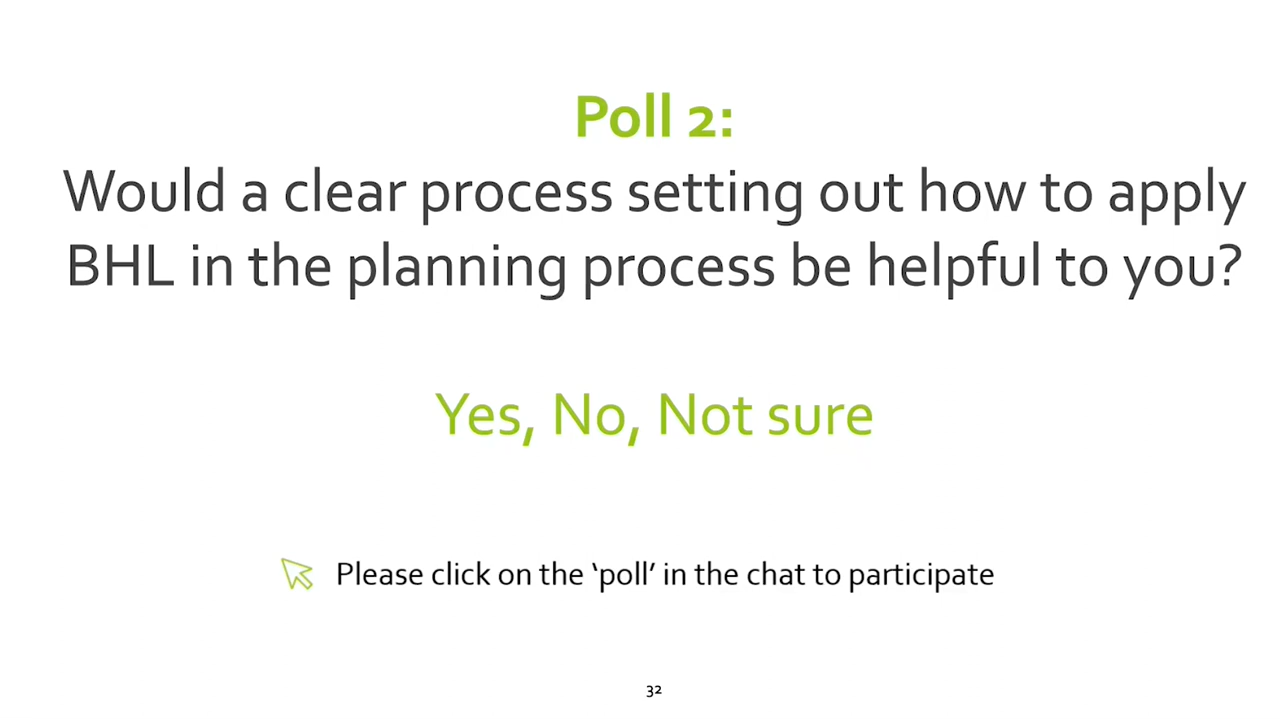 Poll 2:
Would a clear process setting out how to apply
BHL in the planning process be helpful to you?
Yes, No, Not sure
Please click on the ‘poll’ in the chat to participate
32